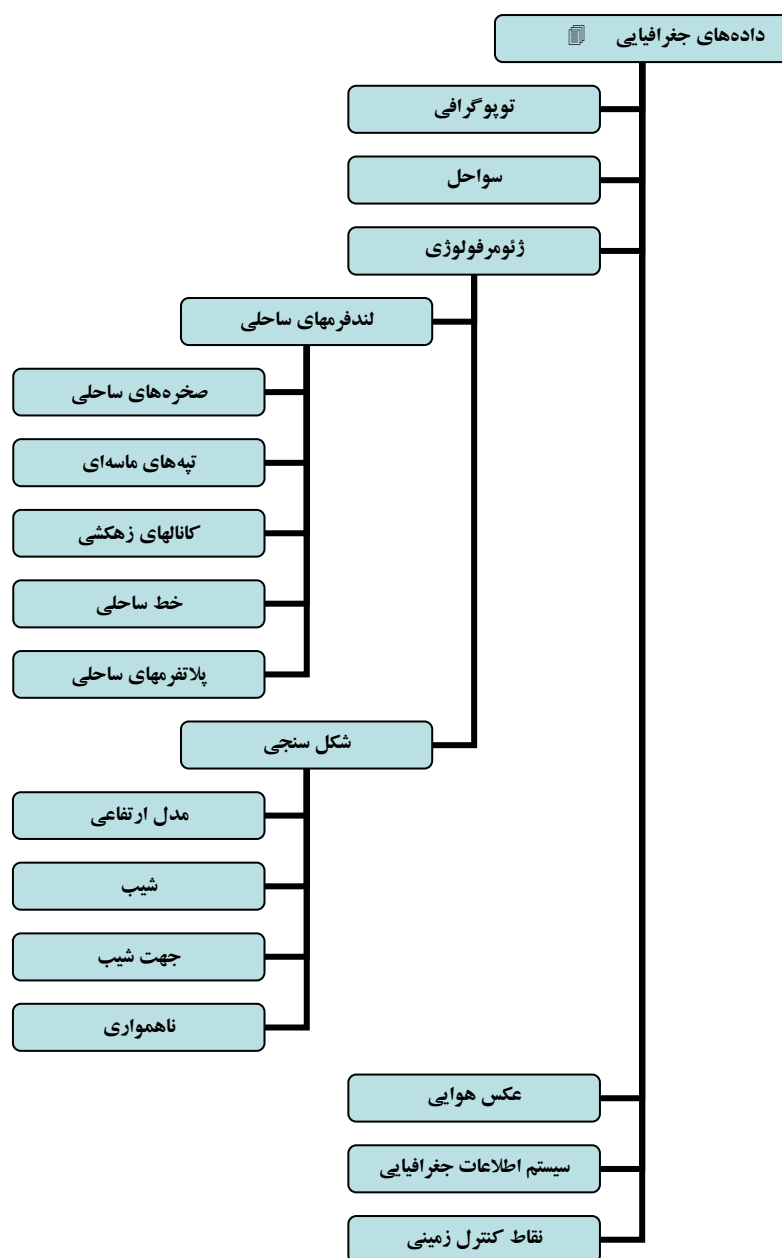 داده‌های جغرافیایی
توپوگرافی
سواحل
ژئومرفولوژی
لندفرمهای ساحلی
صخره‌های ساحلی
تپه‌های ماسه‌ای
کانالهای زهکشی
خط ساحلی
پلاتفرمهای ساحلی
شکل سنجی
مدل ارتفاعی
شیب
جهت شیب
ناهمواری
عکس هوایی
سیستم اطلاعات جغرافیایی
نقاط کنترل زمینی